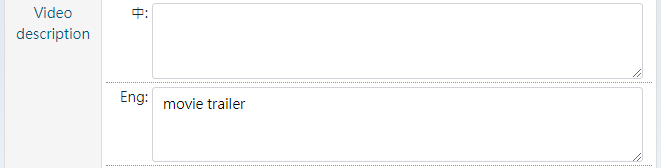 Video
description
中:
Eng:
movie trailer